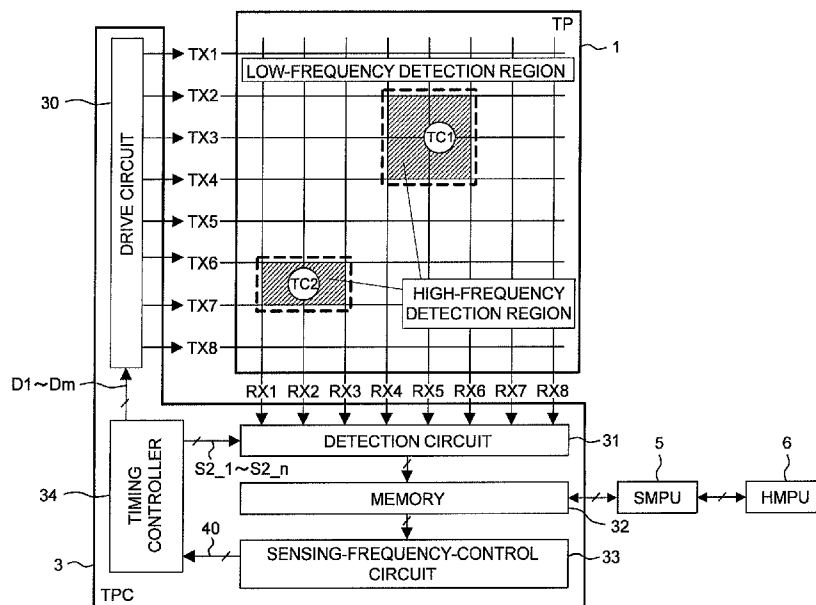 TP
1
TX1
LOW-FREQUENCY DETECTION REGION
30
TX2
TC1
TX3
DRIVE CIRCUIT
TX4
TX5
TX6
TC2
HIGH-FREQUENCY
DETECTION REGION
TX7
TX8
D1~Dm
RX1 RX2 RX3 RX4 RX5 RX6 RX7 RX8
DETECTION CIRCUIT
31
S2_1~S2_n
5
6
34
TIMING
CONTROLLER
MEMORY
32
SMPU
HMPU
40
SENSING-FREQUENCY-CONTROL
CIRCUIT
33
3
TPC